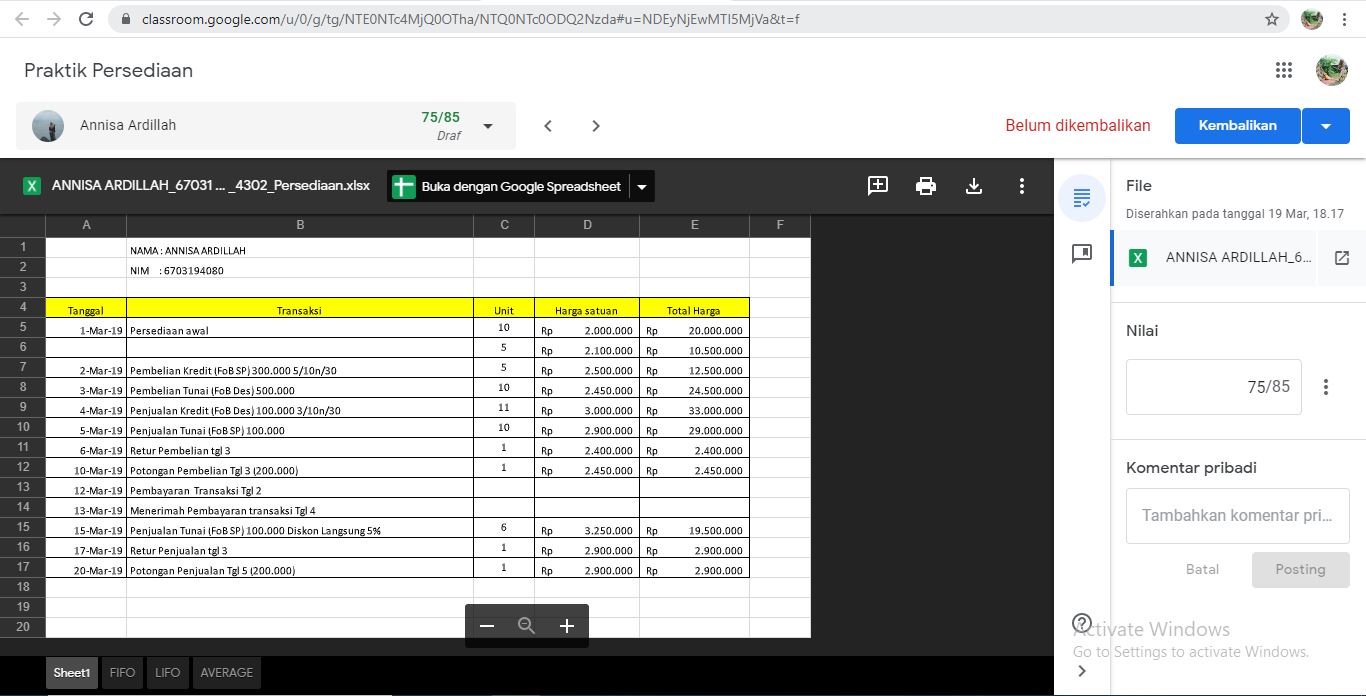 classroom.google.com/u/0/g/tg/NTE0NTc4MjQ0OTha/NTQ0NTc0ODQ2Nzda#u=NDEyNjEwMTI5MjVa&t=f
Praktik Persediaan
Annisa Ardillah
75/85
Draf
Belum dikembalikan
Kembalikan
X ANNISA ARDILLAH_67031 ... _4302_Persediaan.xlsx
Buka dengan Google Spreadsheet
A B C D E F
1 NAMA : ANNISA ARDILLAH
2 NIM : 6703194080
3
4 Tanggal Transaksi Unit Harga satuan Total Harga
5 1-Mar-19 Persediaan awal 10 Rp 2.000.000 Rp 20.000.000
6 5 Rp 2.100.000 Rp 10.500.000
7 2-Mar-19 Pembelian Kredit (FoB SP) 300.000 5/10n/30 5 Rp 2.500.000 Rp 12.500.000
8 3-Mar-19 Pembelian Tunai (FoB Des) 500.000 10 Rp 2.450.000 Rp 24.500.000
9 4-Mar-19 Penjualan Kredit (FoB Des) 100.000 3/10n/30 11 Rp 3.000.000 Rp 33.000.000
10 5-Mar-19 Penjualan Tunai (FoB SP) 100.000 10 Rp 2.900.000 Rp 29.000.000
11 6-Mar-19 Retur Pembelian tgl 3 1 Rp 2.400.000 Rp 2.400.000
12 10-Mar-19 Potongan Pembelian Tgl 3 (200.000) 1 Rp 2.450.000 Rp 2.450.000
13 12-Mar-19 Pembayaran Transaksi Tgl 2
14 13-Mar-19 Menerimah Pembayaran transaksi Tgl 4
15 15-Mar-19 Penjualan Tunai (FoB SP) 100.000 Diskon Langsung 5% 6 Rp 3.250.000 Rp 19.500.000
16 17-Mar-19 Retur Penjualan tgl 3 1 Rp 2.900.000 Rp 2.900.000
17 20-Mar-19 Potongan Penjualan Tgl 5 (200.000) 1 Rp 2.900.000 Rp 2.900.000
18
19
20
Sheet1 FIFO LIFO AVERAGE
File
Diserahkan pada tanggal 19 Mar, 18.17
X ANNISA ARDILLAH_6...
Nilai
75/85
Komentar pribadi
Tambahkan komentar pri...
Batal
Posting
Activate Windows
Go to Settings to activate Windows.